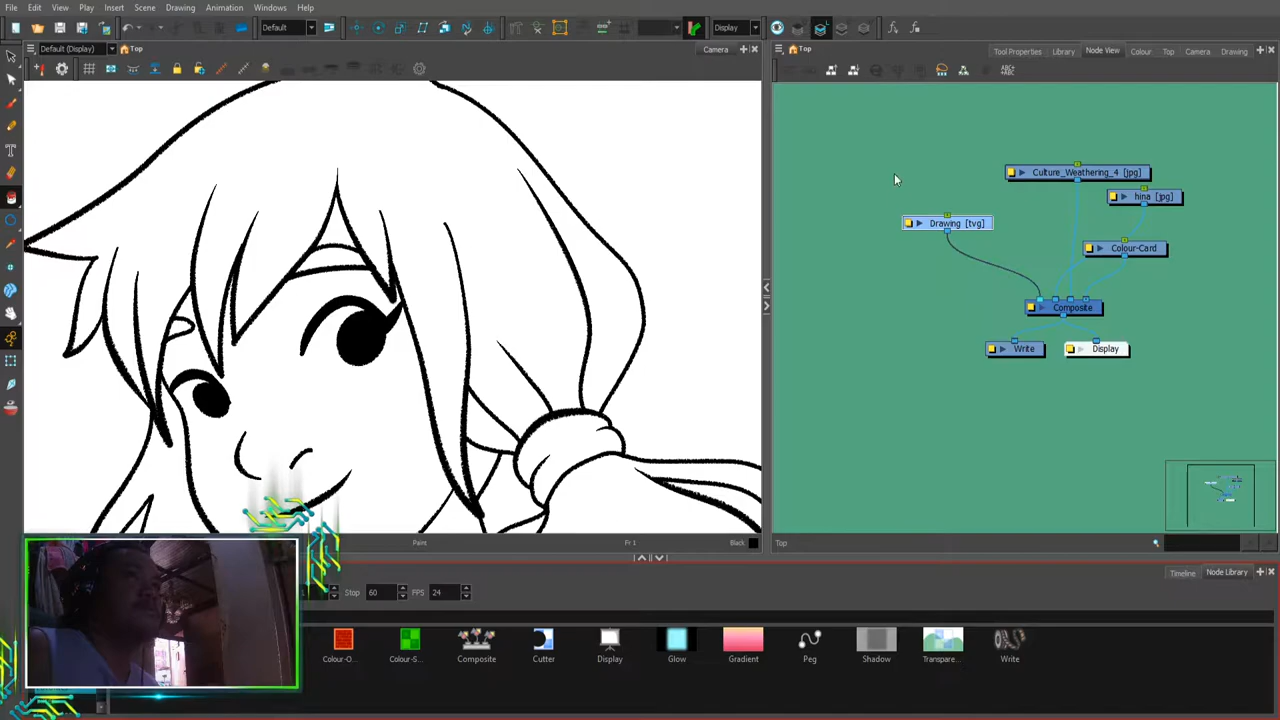 File Edit View Play Insert Scene Drawing Animation Windows Help
Default Display
Default (Display) Top Camera
Top Tool Properties Library Node View Colour Top Camera Drawing
ABC
ABC
Culture_Weathering_4 [jpg]
hina [jpg]
Drawing [tvg]
Colour-Card
Composite
Write Display
Paint Fr 1 Black Top
Timeline Node Library
Stop 60 FPS 24
Colour-O... Colour-S... Composite Cutter Display Glow Gradient Peg Shadow Transpare... Write